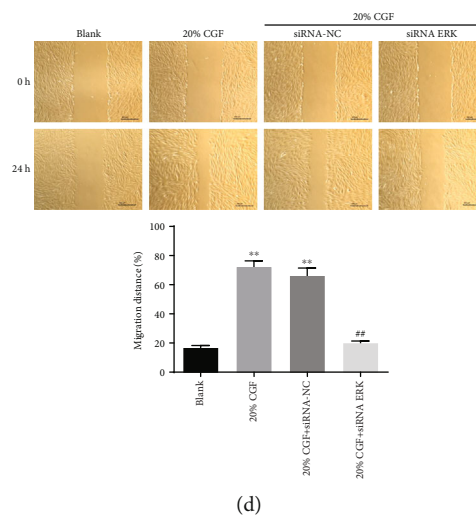 20% CGF
Blank
20% CGF
siRNA-NC
siRNA ERK
0 h
24 h
Migration distance (%)
100
80
60
40
20
0
**
**
##
Blank
20% CGF
20% CGF+siRNA-NC
20% CGF+siRNA ERK
(d)